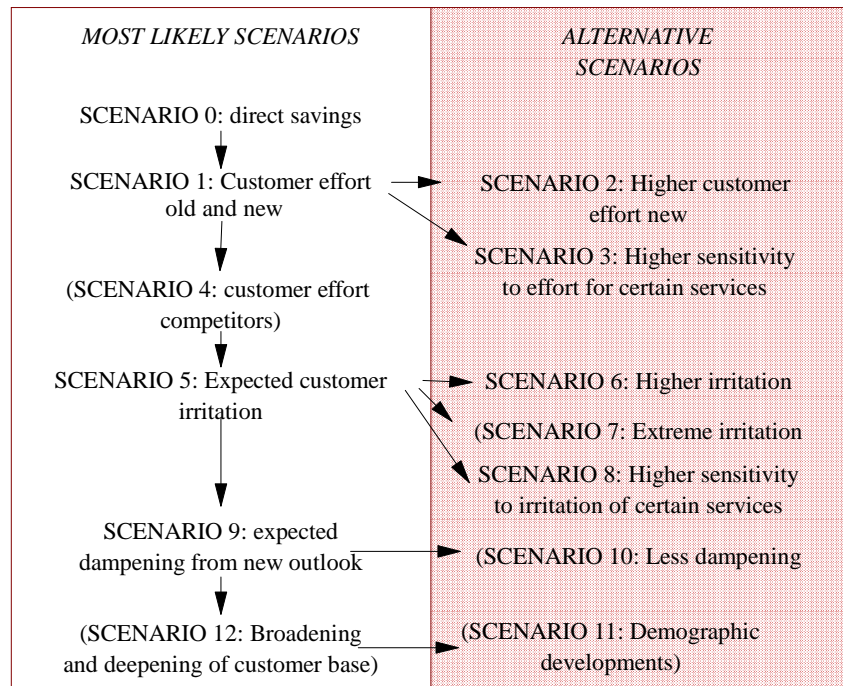 MOST LIKELY SCENARIOS
ALTERNATIVE
SCENARIOS
SCENARIO 0: direct savings
SCENARIO 1: Customer effort
old and new
SCENARIO 2: Higher customer
effort new
SCENARIO 3: Higher sensitivity
to effort for certain services
(SCENARIO 4: customer effort
competitors)
SCENARIO 5: Expected customer
irritation
SCENARIO 6: Higher irritation
(SCENARIO 7: Extreme irritation
SCENARIO 8: Higher sensitivity
to irritation of certain services
SCENARIO 9: expected
dampening from new outlook
(SCENARIO 10: Less dampening
(SCENARIO 12: Broadening
and deepening of customer base)
(SCENARIO 11: Demographic
developments)